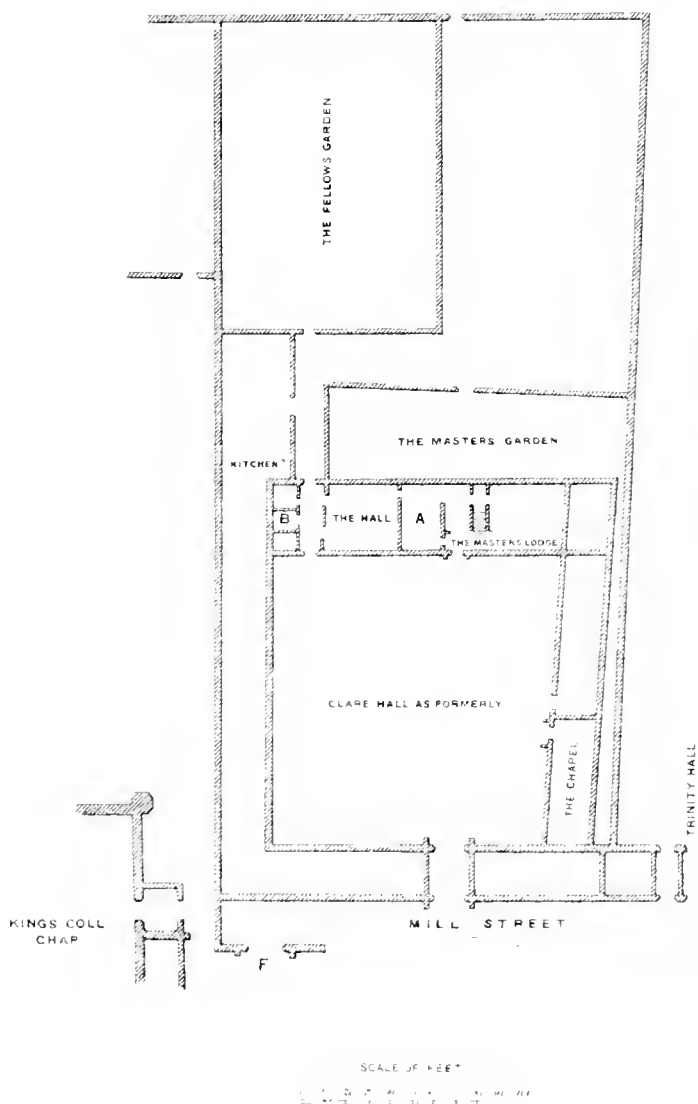 THE FELLOWS GARDEN
THE MASTERS GARDEN
KITCHEN
B
THE HALL
A
THE MASTERS LODGE
CLARE HALL AS FORMERLY
THE CHAPEL
TRINITY HALL
KINGS COLL
CHAP
MILL STREET
F
SCALE OF FEET